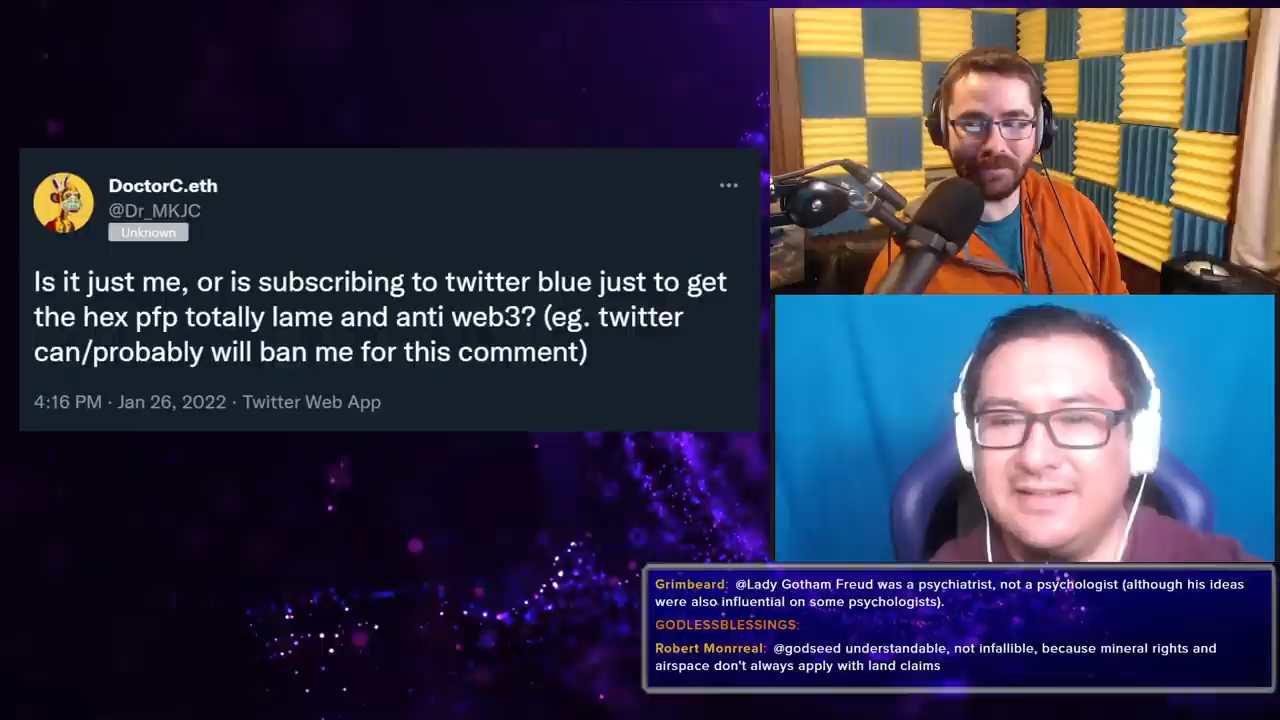 DoctorC.eth
@Dr_MKJC
Unknown
Is it just me, or is subscribing to twitter blue just to get
the hex pfp totally lame and anti web3? (eg. twitter
can/probably will ban me for this comment)
4:16 PM · Jan 26, 2022 · Twitter Web App
Grimbeard: @Lady Gotham Freud was a psychiatrist, not a psychologist (although his ideas
were also influential on some psychologists).
GODLESSBLESSINGS:
Robert Monrreal: @godseed understandable, not infallible, because mineral rights and
airspace don't always apply with land claims